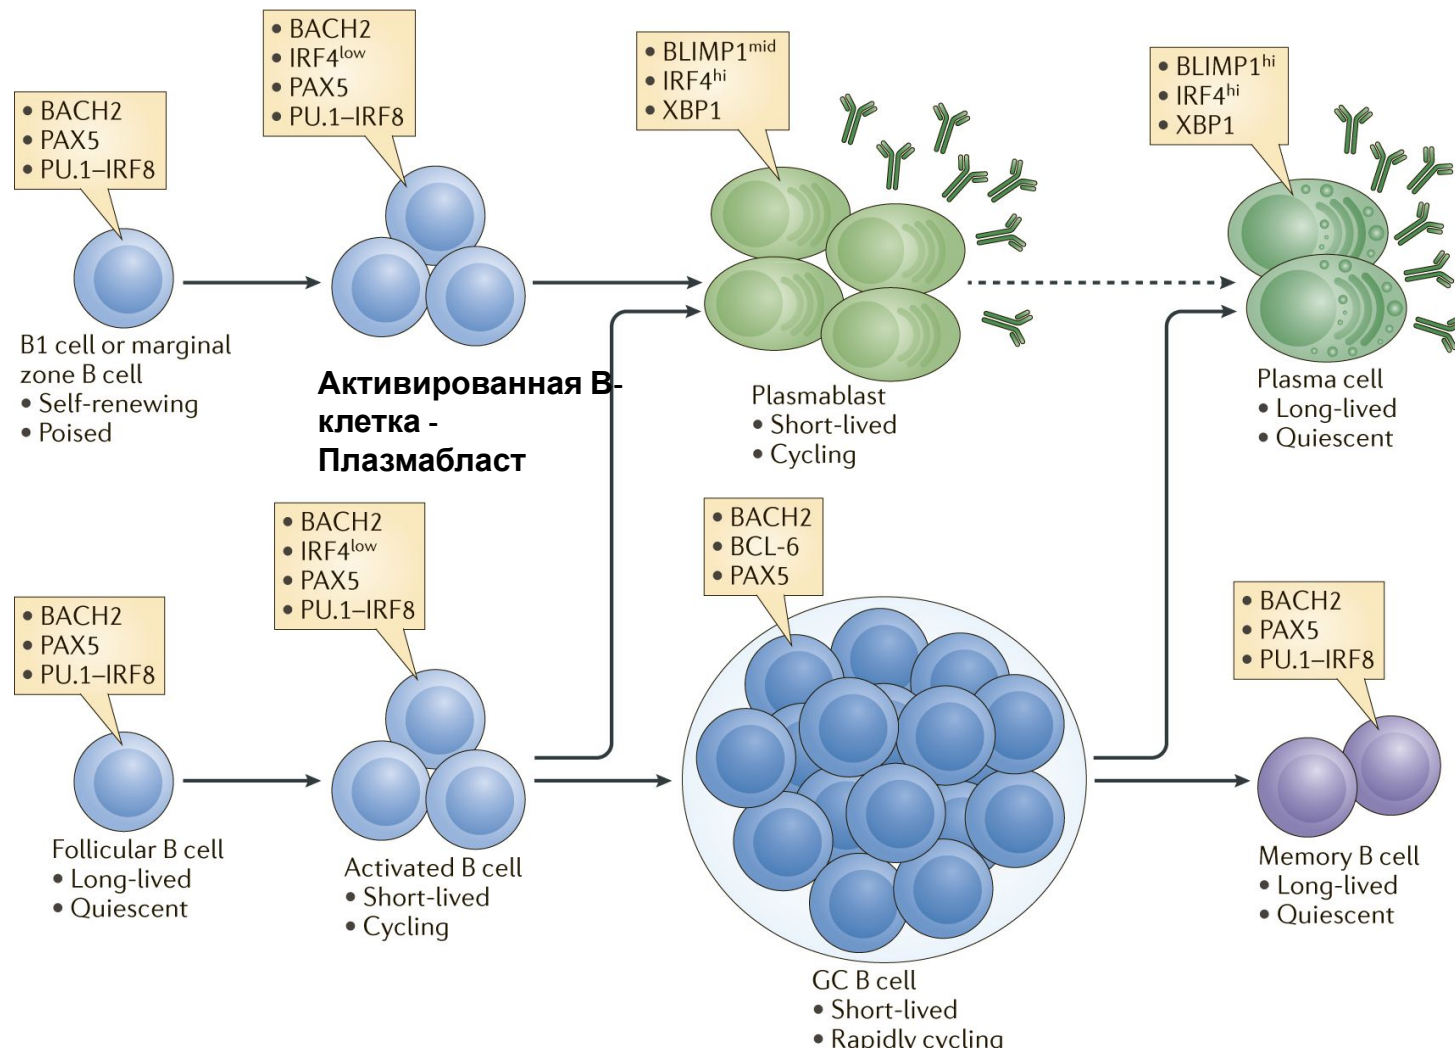 • BACH2
• PAX5
• PU.1–IRF8
B1 cell or marginal
zone B cell
• Self-renewing
• Poised
• BACH2
• IRF4low
• PAX5
• PU.1–IRF8
Активированная В-
клетка -
Плазмабласт
• BLIMP1mid
• IRF4hi
• XBP1
Plasmablast
• Short-lived
• Cycling
• BLIMP1hi
• IRF4hi
• XBP1
Plasma cell
• Long-lived
• Quiescent
• BACH2
• PAX5
• PU.1–IRF8
Follicular B cell
• Long-lived
• Quiescent
• BACH2
• IRF4low
• PAX5
• PU.1–IRF8
Activated B cell
• Short-lived
• Cycling
• BACH2
• BCL-6
• PAX5
GC B cell
• Short-lived
• Rapidly cycling
• BACH2
• PAX5
• PU.1–IRF8
Memory B cell
• Long-lived
• Quiescent